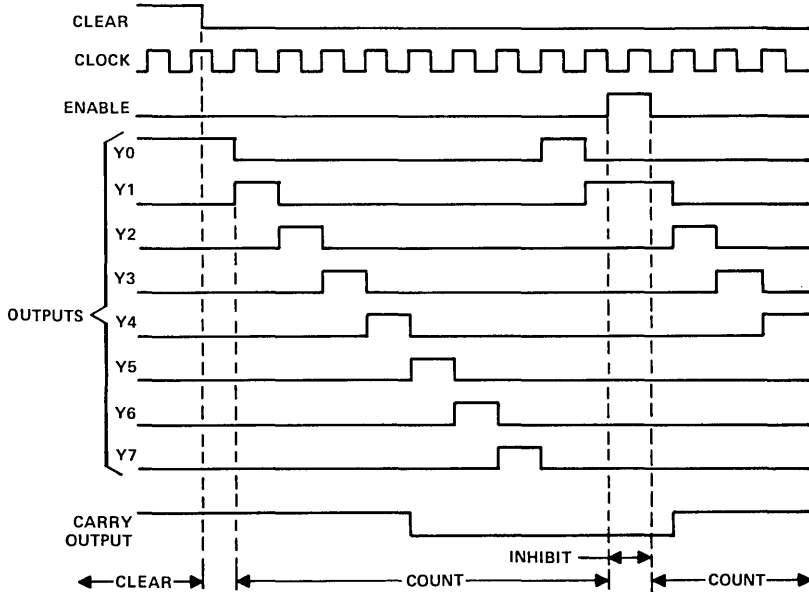 CLEAR
CLOCK
ENABLE
Y0
Y1
Y2
Y3
OUTPUTS
Y4
Y5
Y6
Y7
CARRY
OUTPUT
INHIBIT
CLEAR
COUNT
COUNT